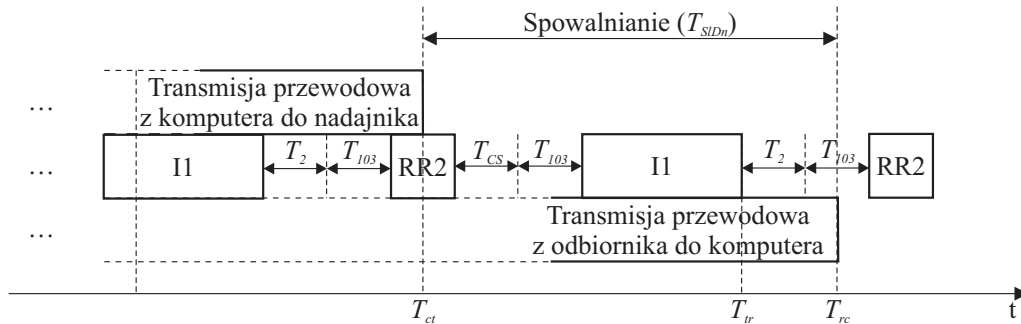 Spowalnianie (T_SlDn)
Transmisja przewodowa
z komputera do nadajnika
...
... I1 T_2 T_103 RR2 T_CS T_103 I1 T_2 T_103 RR2
Transmisja przewodowa
z odbiornika do komputera
...
T_ct T_tr T_rc t